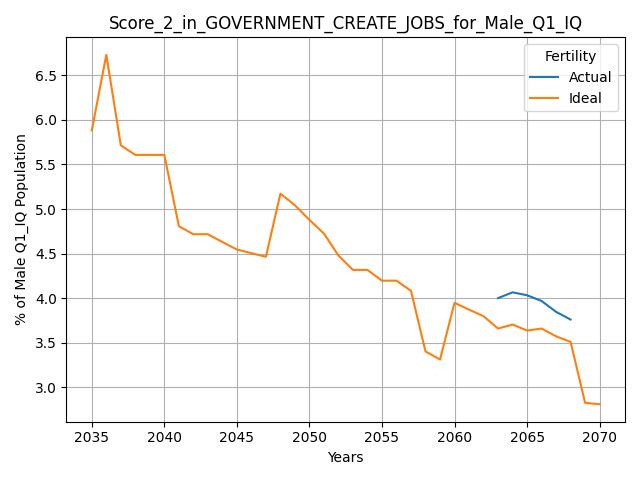 Score_2_in_GOVERNMENT_CREATE_JOBS_for_Male_Q1_IQ
Fertility
Actual
Ideal
% of Male Q1_IQ Population
6.5
6.0
5.5
5.0
4.5
4.0
3.5
3.0
2035 2040 2045 2050 2055 2060 2065 2070
Years